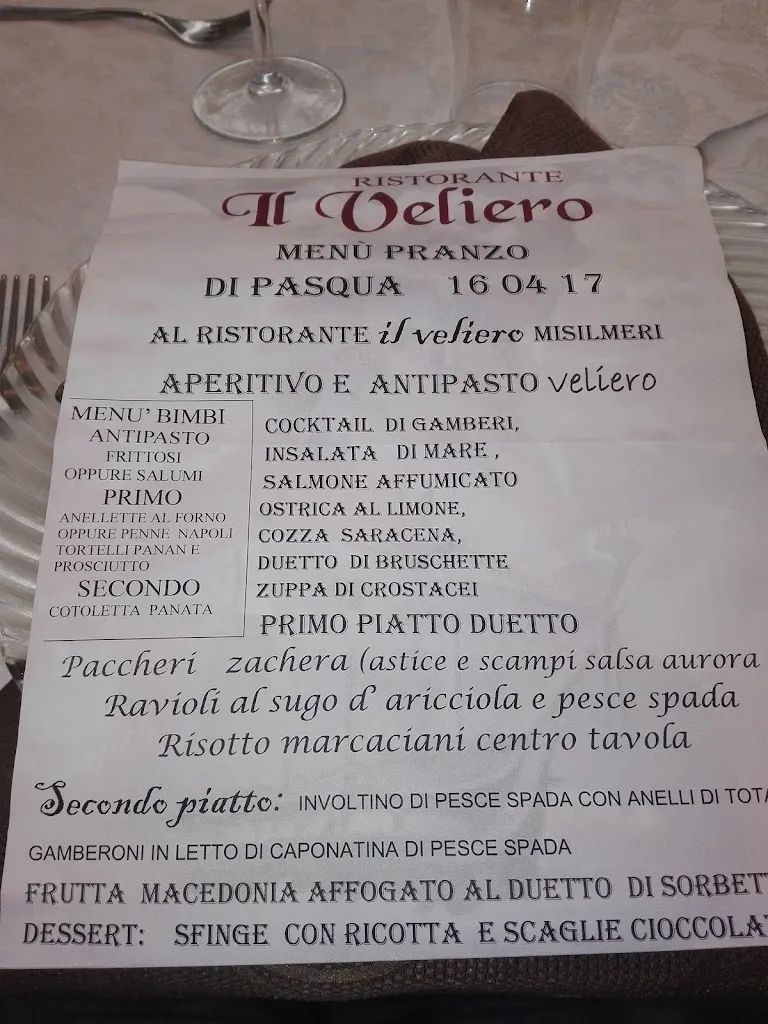 RISTORANTE
Il Veliero
MENÙ PRANZO
DI PASQUA 16 04 17
AL RISTORANTE il veliero MISILMERI
APERITIVO E ANTIPASTO veliero
MENU' BIMBI
ANTIPASTO
FRITTOSI
OPPURE SALUMI
PRIMO
ANELLETTE AL FORNO
OPPURE PENNE NAPOLI
TORTELLI PANAN E
PROSCIUTTO
SECONDO
COTOLETTA PANATA
COCKTAIL DI GAMBERI,
INSALATA DI MARE ,
SALMONE AFFUMICATO
OSTRICA AL LIMONE,
COZZA SARACENA,
DUETTO DI BRUSCHETTE
ZUPPA DI CROSTACEI
PRIMO PIATTO DUETTO
Paccheri zachera (astice e scampi salsa aurora
Ravioli al sugo d' aricciola e pesce spada
Risotto marcaciani centro tavola
Secondo piatto: INVOLTINO DI PESCE SPADA CON ANELLI DI TOTA
GAMBERONI IN LETTO DI CAPONATINA DI PESCE SPADA
FRUTTA MACEDONIA AFFOGATO AL DUETTO DI SORBETT
DESSERT: SFINGE CON RICOTTA E SCAGLIE CIOCCOLAT